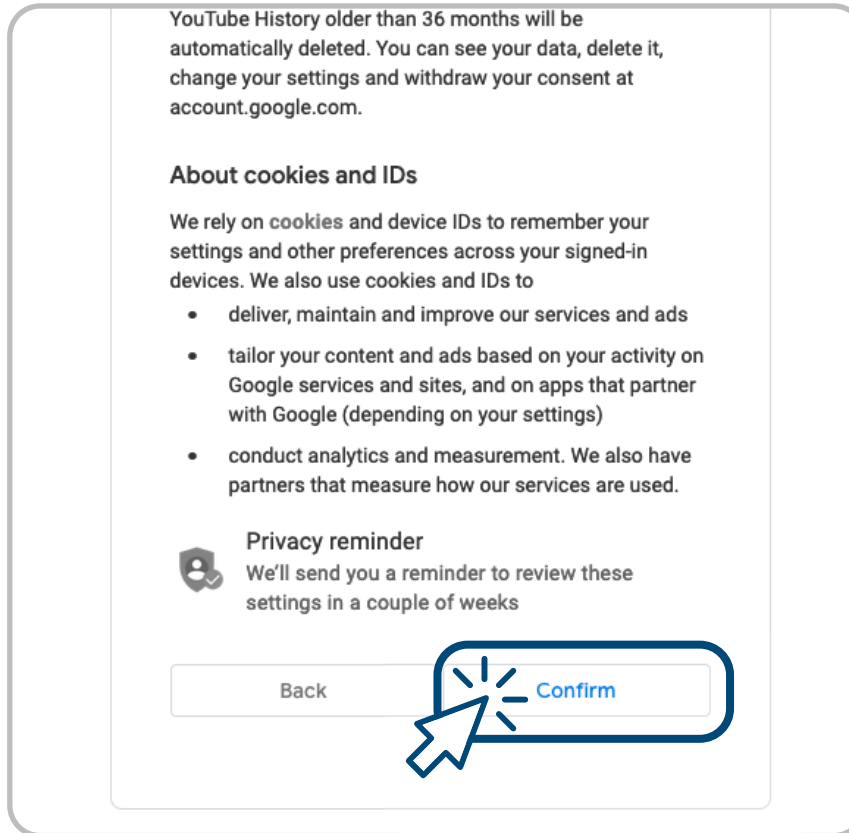 YouTube History older than 36 months will be
automatically deleted. You can see your data, delete it,
change your settings and withdraw your consent at
account.google.com.
About cookies and IDs
We rely on cookies and device IDs to remember your
settings and other preferences across your signed-in
devices. We also use cookies and IDs to
• deliver, maintain and improve our services and ads
• tailor your content and ads based on your activity on
Google services and sites, and on apps that partner
with Google (depending on your settings)
• conduct analytics and measurement. We also have
partners that measure how our services are used.
Privacy reminder
We'll send you a reminder to review these
settings in a couple of weeks
Back
Confirm